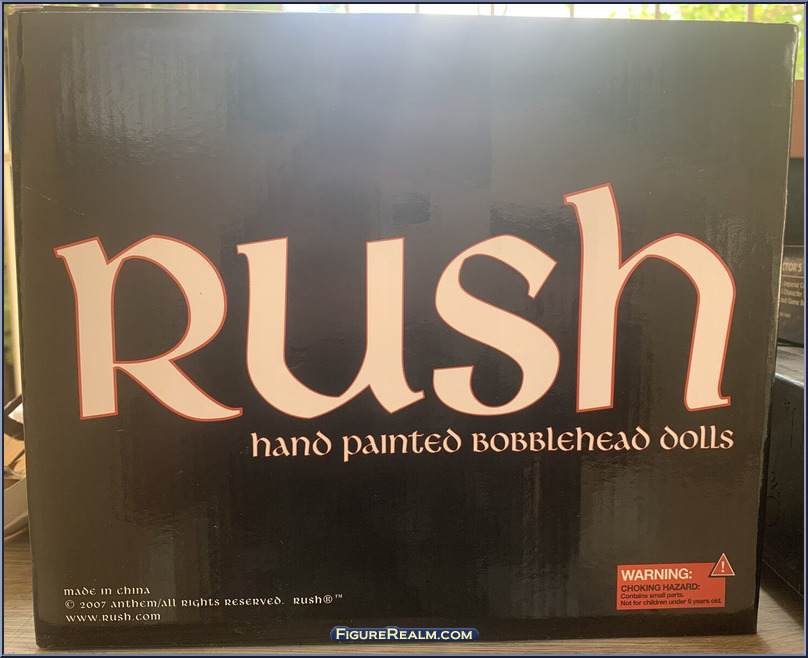 Rush
hand painted bobblehead dolls
made in china
© 2007 anthem/all rights reserved. Rush®™
www.rush.com
WARNING:
CHOKING HAZARD:
Contains small parts.
Not for children under 5 years old.
FIGUREREALM.COM